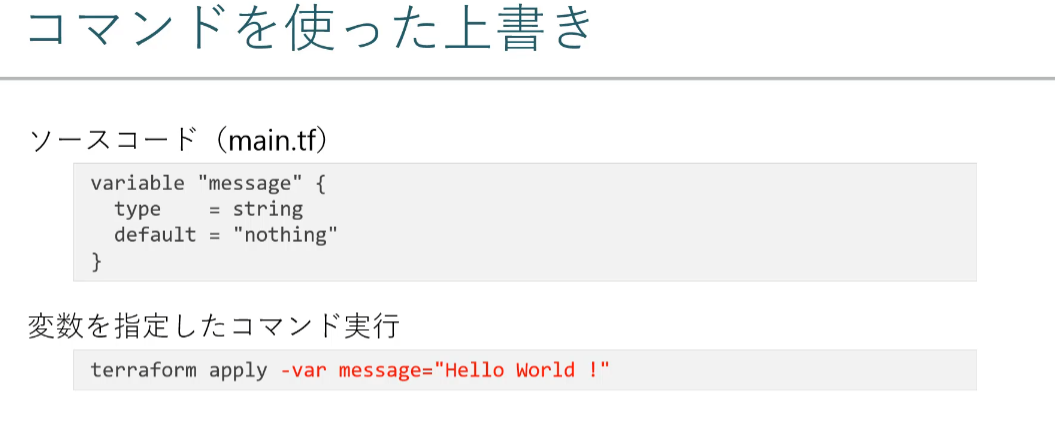 コマンドを使った上書き
ソースコード（main.tf）
variable "message" {
  type    = string
  default = "nothing"
}
変数を指定したコマンド実行
terraform apply -var message="Hello World !"